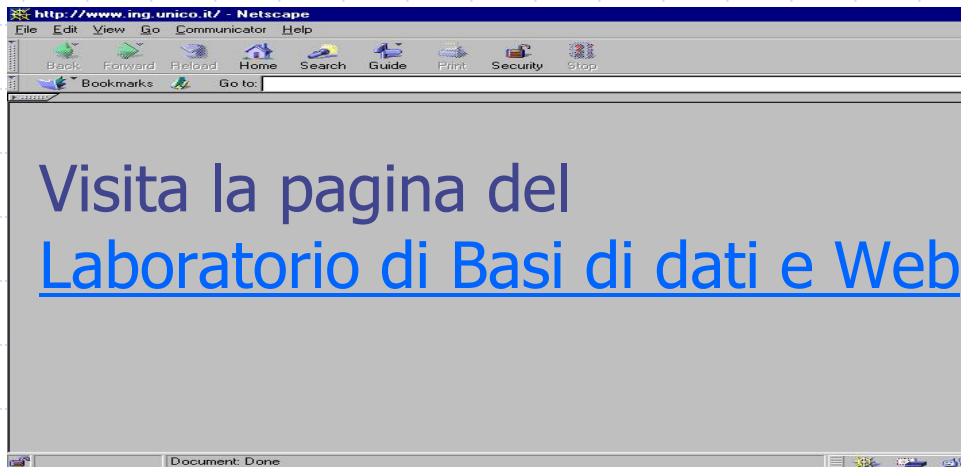 http://www.ing.unico.it/ - Netscape
File Edit View Go Communicator Help
Back Forward Reload Home Search Guide Print Security Stop
Bookmarks Go to:
Visita la pagina del
Laboratorio di Basi di dati e Web
Document: Done